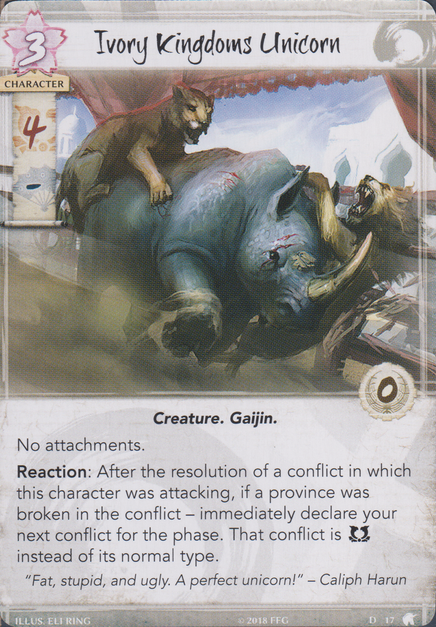 3
Ivory Kingdoms Unicorn
CHARACTER
4
-
0
Creature. Gaijin.
No attachments.
Reaction: After the resolution of a conflict in which
this character was attacking, if a province was
broken in the conflict – immediately declare your
next conflict for the phase. That conflict is
instead of its normal type.
"Fat, stupid, and ugly. A perfect unicorn!" – Caliph Harun
ILLUS. ELI RING
© 2018 FFG
D 17